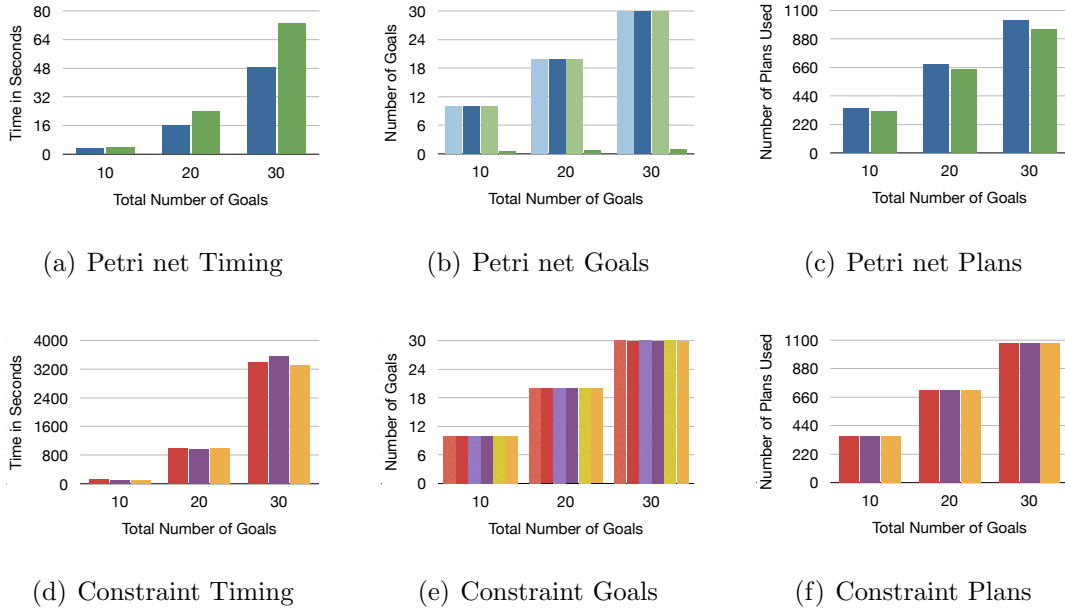 Time in Seconds
80
64
48
32
16
0
10 20 30
Total Number of Goals
(a) Petri net Timing
Number of Goals
30
24
18
12
6
0
10 20 30
Total Number of Goals
(b) Petri net Goals
Number of Plans Used
1100
880
660
440
220
0
10 20 30
Total Number of Goals
(c) Petri net Plans
Time in Seconds
4000
3200
2400
1600
800
0
10 20 30
Total Number of Goals
(d) Constraint Timing
Number of Goals
30
24
18
12
6
0
10 20 30
Total Number of Goals
(e) Constraint Goals
Number of Plans Used
1100
880
660
440
220
0
10 20 30
Total Number of Goals
(f) Constraint Plans